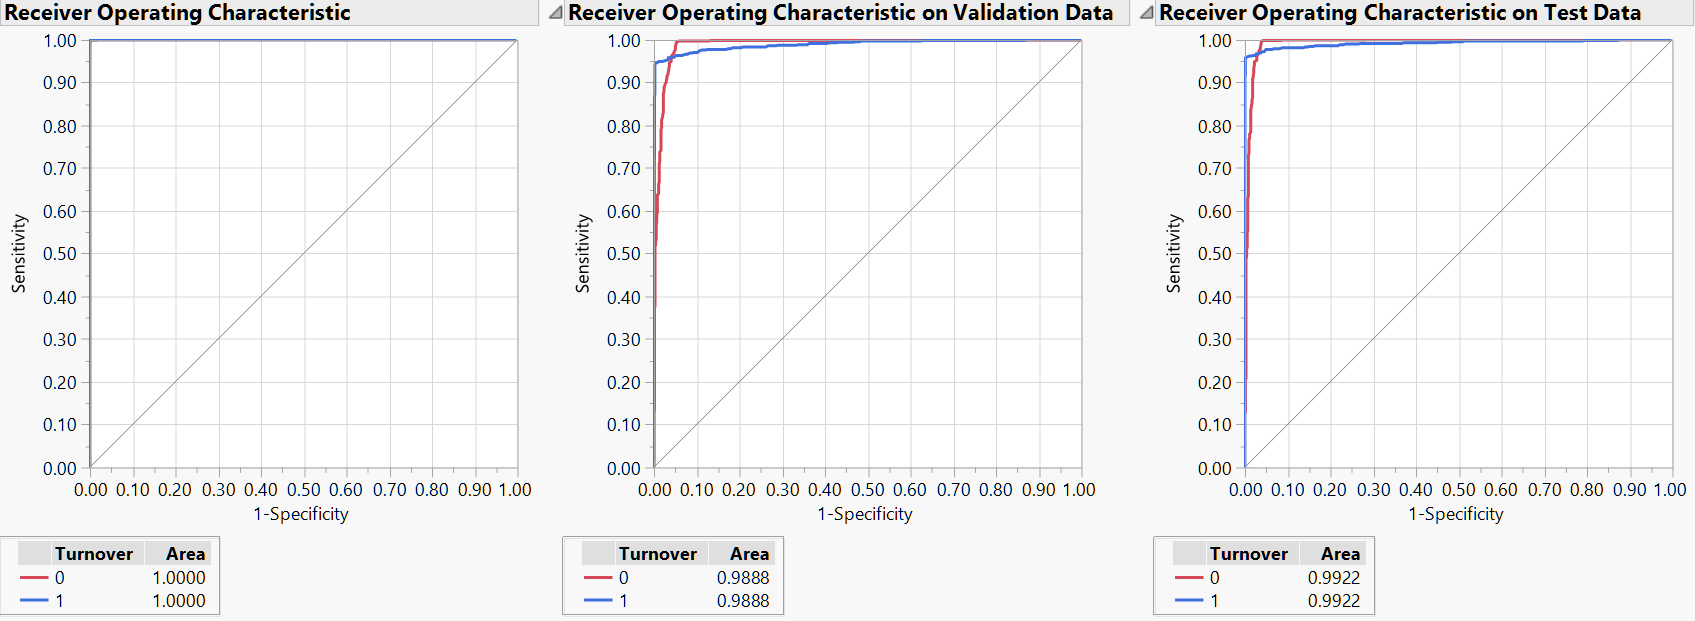 Receiver Operating Characteristic
1.00
0.90
0.80
0.70
0.60
0.50
0.40
0.30
0.20
0.10
0.00
Sensitivity
0.00 0.10 0.20 0.30 0.40 0.50 0.60 0.70 0.80 0.90 1.00
1-Specificity
Turnover Area
0 1.0000
1 1.0000
Receiver Operating Characteristic on Validation Data
1.00
0.90
0.80
0.70
0.60
0.50
0.40
0.30
0.20
0.10
0.00
Sensitivity
0.00 0.10 0.20 0.30 0.40 0.50 0.60 0.70 0.80 0.90 1.00
1-Specificity
Turnover Area
0 0.9888
1 0.9888
Receiver Operating Characteristic on Test Data
1.00
0.90
0.80
0.70
0.60
0.50
0.40
0.30
0.20
0.10
0.00
Sensitivity
0.00 0.10 0.20 0.30 0.40 0.50 0.60 0.70 0.80 0.90 1.00
1-Specificity
Turnover Area
0 0.9922
1 0.9922